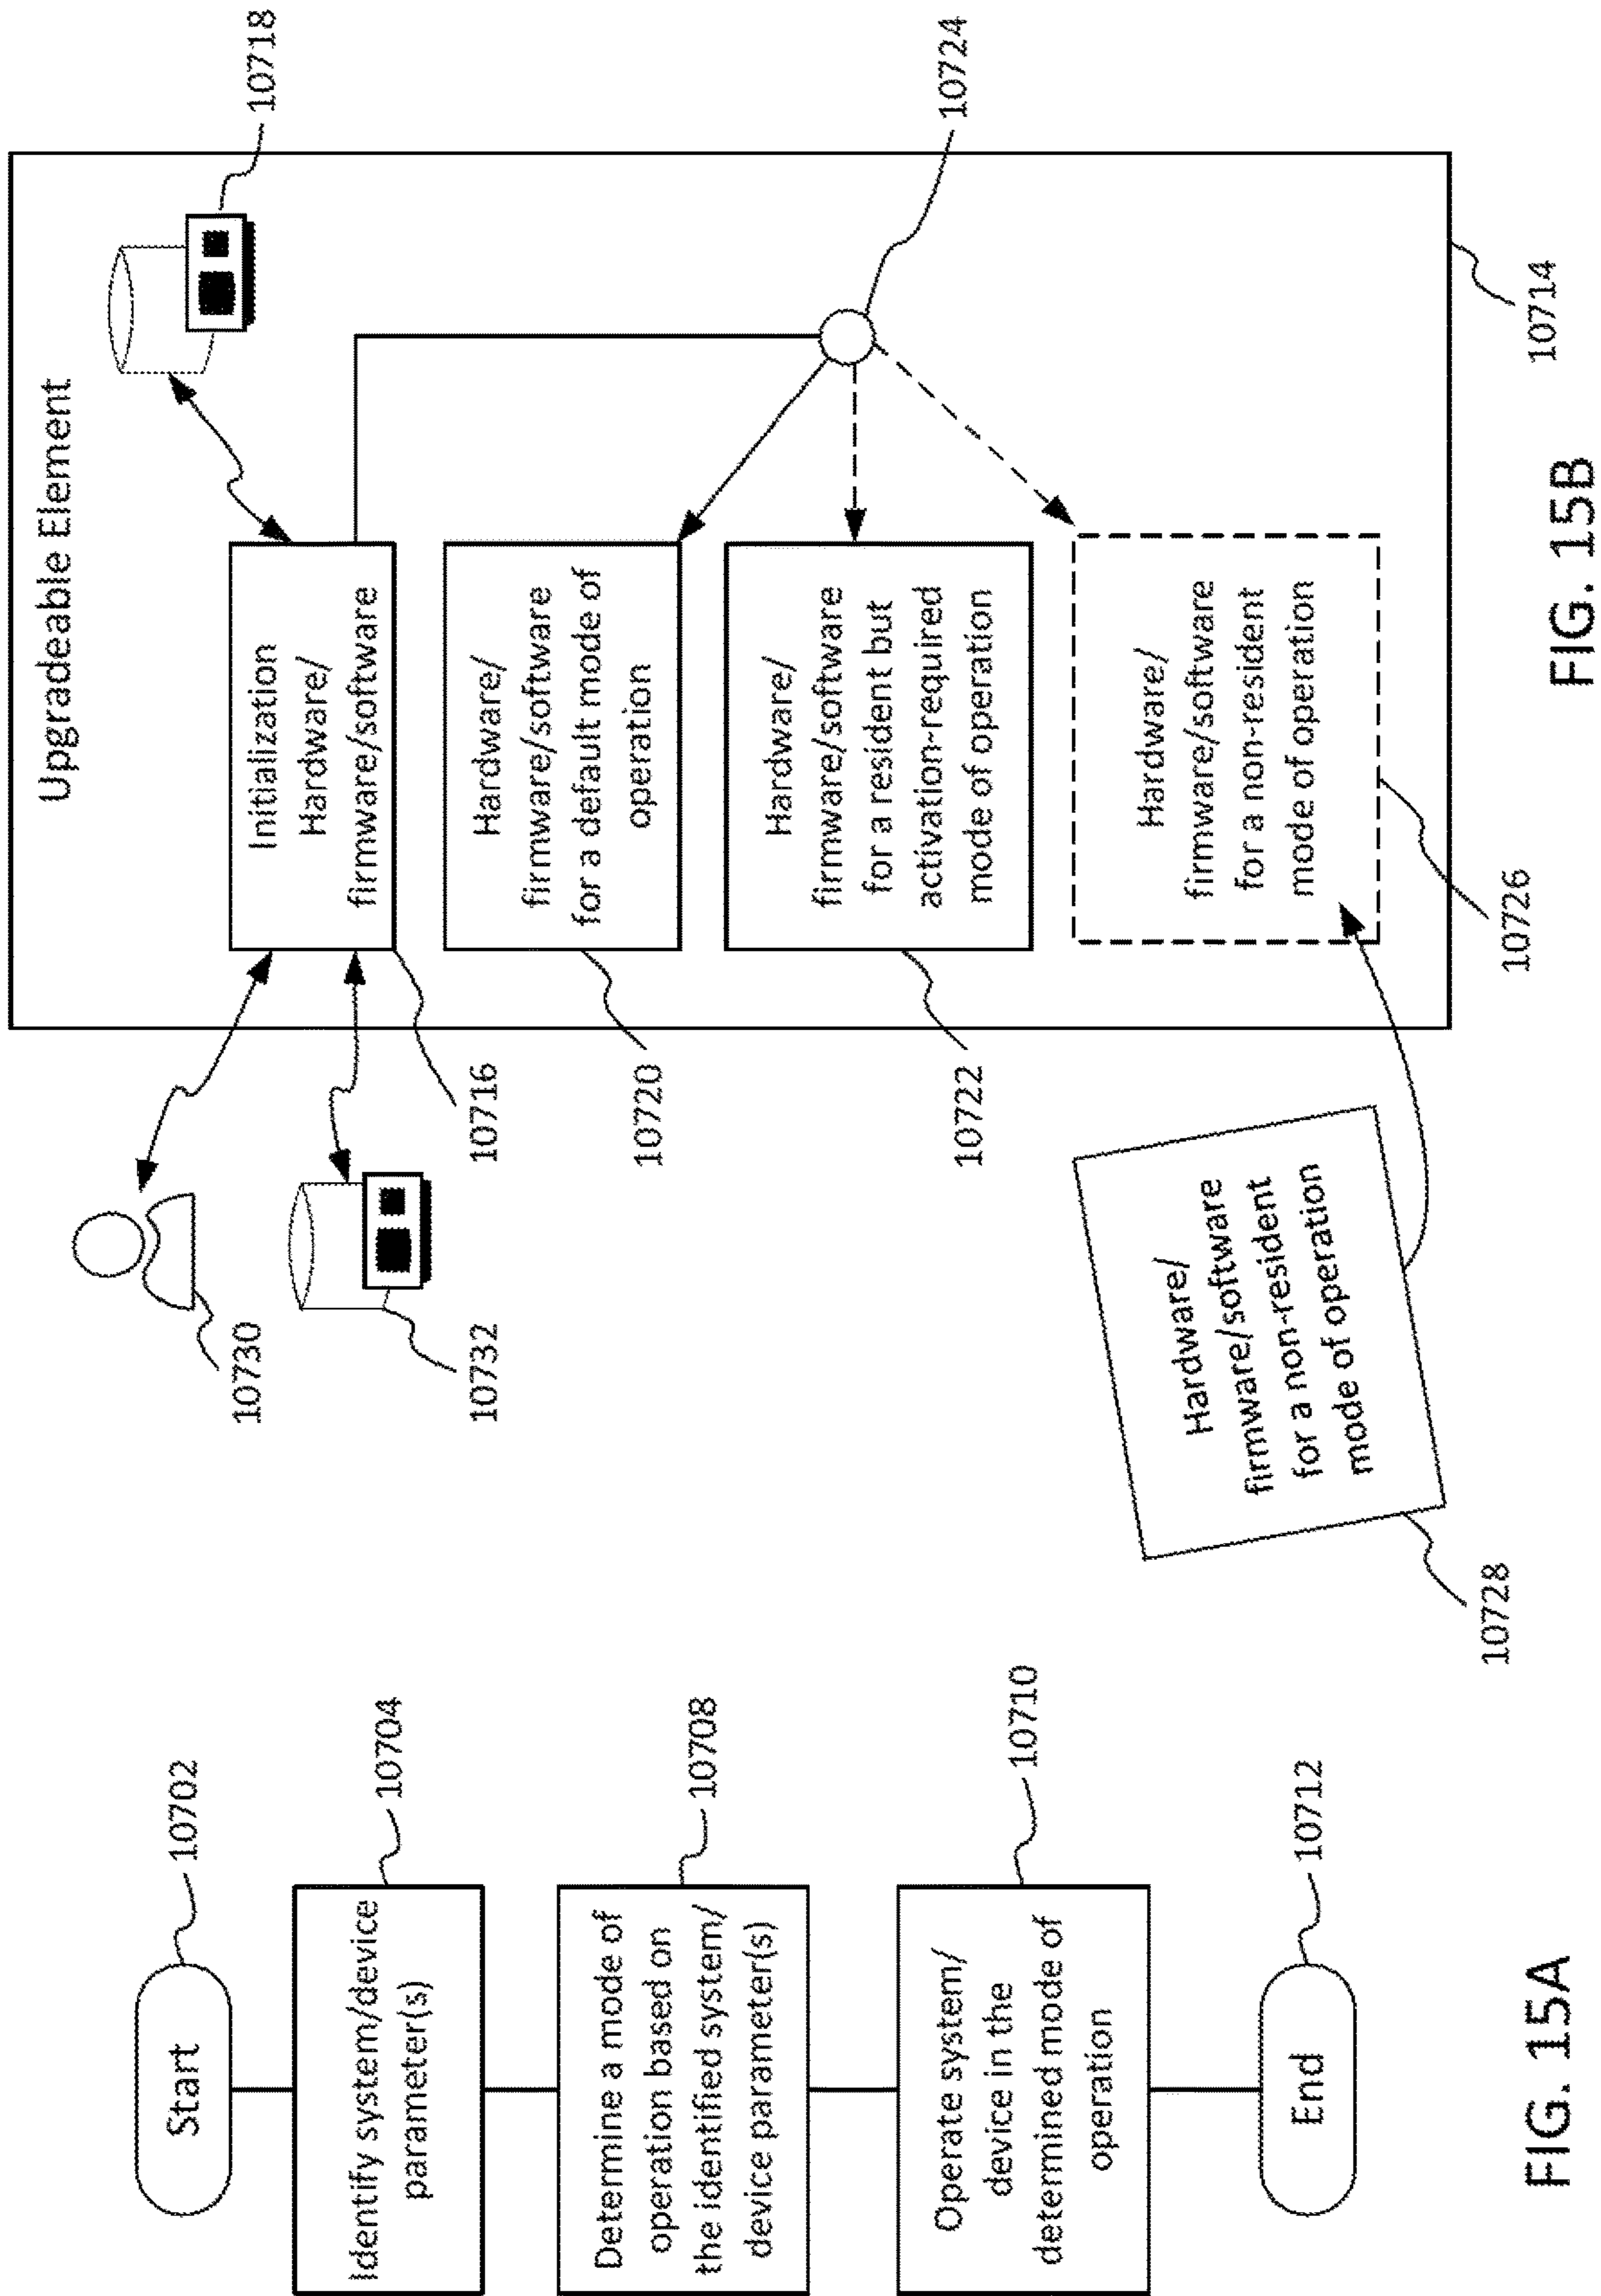 Start
10702
Identify system/device
parameter(s)
10704
Determine a mode of
operation based on
the identified system/
device parameter(s)
10708
Operate system/
device in the
determined mode of
operation
10710
End
10712
FIG. 15A
Upgradeable Element
10718
10730
10732
Initialization
Hardware/
firmware/software
10716
Hardware/
firmware/software
for a default mode of
operation
10720
10724
Hardware/
firmware/software
for a resident but
activation-required
mode of operation
10722
Hardware/
firmware/software
for a non-resident
mode of operation
10726
Hardware/
firmware/software
for a non-resident
mode of operation
10728
10714
FIG. 15B